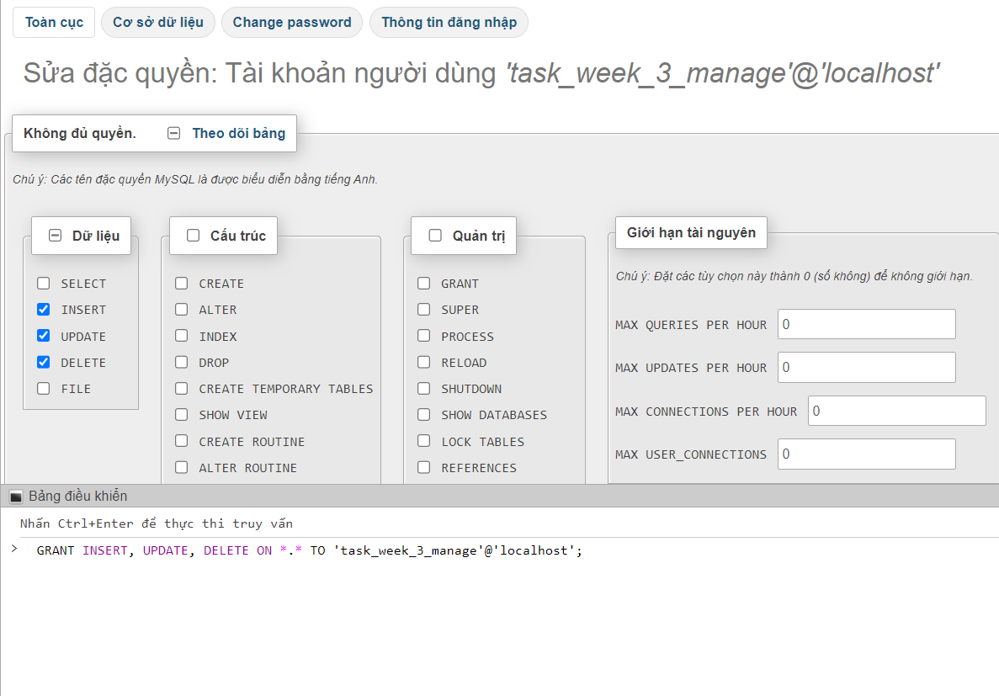 Toàn cục Cơ sở dữ liệu Change password Thông tin đăng nhập
Sửa đặc quyền: Tài khoản người dùng 'task_week_3_manage'@'localhost'
Không đủ quyền. Theo dõi bảng
Chú ý: Các tên đặc quyền MySQL là được biểu diễn bằng tiếng Anh.
Dữ liệu
SELECT
INSERT
UPDATE
DELETE
FILE
Cấu trúc
CREATE
ALTER
INDEX
DROP
CREATE TEMPORARY TABLES
SHOW VIEW
CREATE ROUTINE
ALTER ROUTINE
Quản trị
GRANT
SUPER
PROCESS
RELOAD
SHUTDOWN
SHOW DATABASES
LOCK TABLES
REFERENCES
Giới hạn tài nguyên
Chú ý: Đặt các tùy chọn này thành 0 (số không) để không giới hạn.
MAX QUERIES PER HOUR 0
MAX UPDATES PER HOUR 0
MAX CONNECTIONS PER HOUR 0
MAX USER_CONNECTIONS 0
Bảng điều khiển
Nhấn Ctrl+Enter để thực thi truy vấn
> GRANT INSERT, UPDATE, DELETE ON *.* TO 'task_week_3_manage'@'localhost';